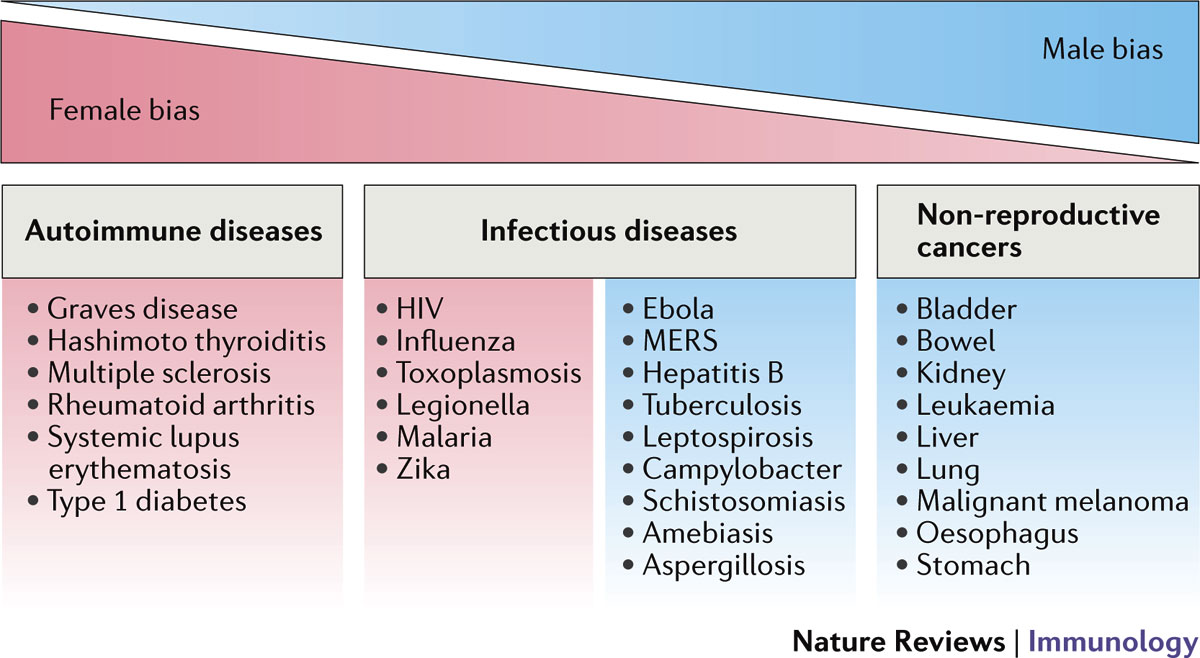 Male bias
Female bias
Autoimmune diseases
• Graves disease
• Hashimoto thyroiditis
• Multiple sclerosis
• Rheumatoid arthritis
• Systemic lupus
erythematosis
• Type 1 diabetes
Infectious diseases
• HIV
• Influenza
• Toxoplasmosis
• Legionella
• Malaria
• Zika
• Ebola
• MERS
• Hepatitis B
• Tuberculosis
• Leptospirosis
• Campylobacter
• Schistosomiasis
• Amebiasis
• Aspergillosis
Non-reproductive
cancers
• Bladder
• Bowel
• Kidney
• Leukaemia
• Liver
• Lung
• Malignant melanoma
• Oesophagus
• Stomach
Nature Reviews | Immunology